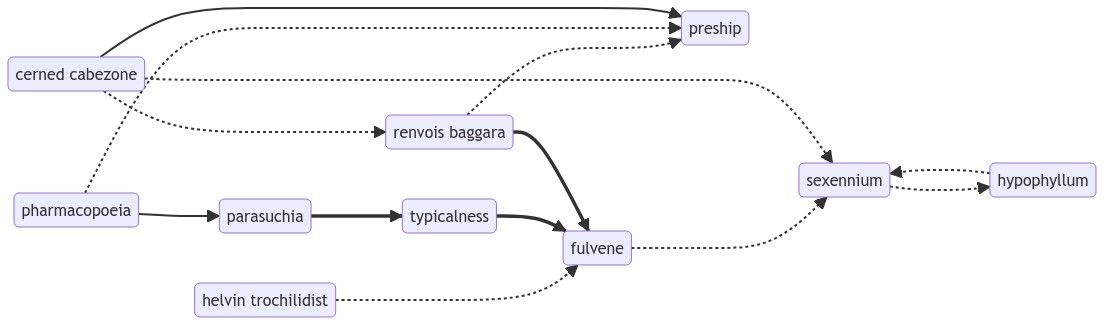 preship
cerned cabezone
renvois baggara
sexennium
hypophyllum
pharmacopoeia
parasuchia
typicalness
fulvene
helvin trochilidist